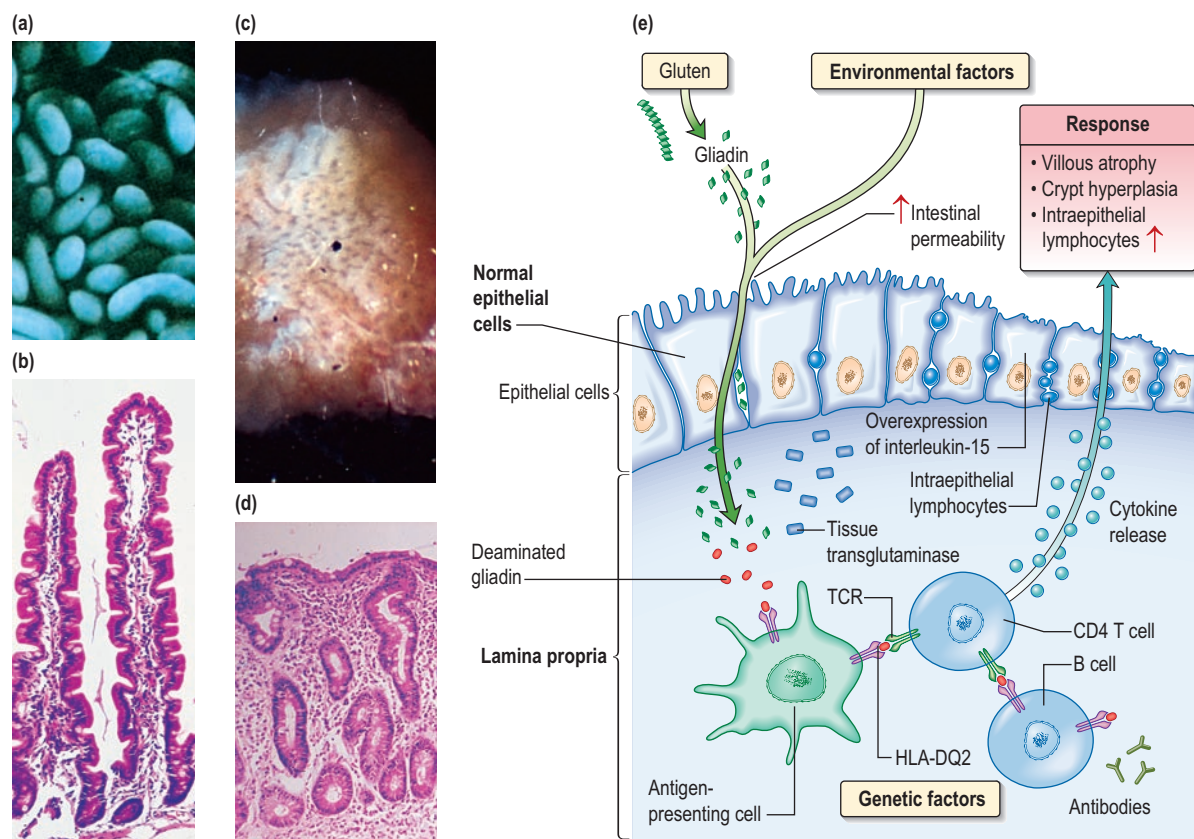 (a)
(b)
(c)
(d)
(e)
Gluten
Environmental factors
Gliadin
Response
• Villous atrophy
• Crypt hyperplasia
• Intraepithelial
lymphocytes ↑
↑ Intestinal
permeability
Normal
epithelial
cells
Epithelial cells
Overexpression
of interleukin-15
Intraepithelial
lymphocytes
Cytokine
release
Tissue
transglutaminase
Deaminated
gliadin
TCR
CD4 T cell
B cell
Lamina propria
HLA-DQ2
Antigen-
presenting cell
Genetic factors
Antibodies